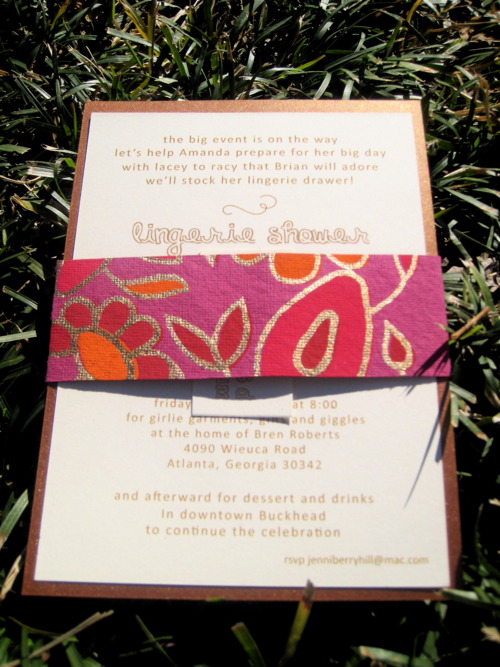 the big event is on the way
let's help Amanda prepare for her big day
with lacey to racy that Brian will adore
we'll stock her lingerie drawer!
lingerie shower
friday at 8:00
for girlie garments, gins and giggles
at the home of Bren Roberts
4090 Wieuca Road
Atlanta, Georgia 30342
and afterward for dessert and drinks
In downtown Buckhead
to continue the celebration
rsvp jenniberryhill@mac.com